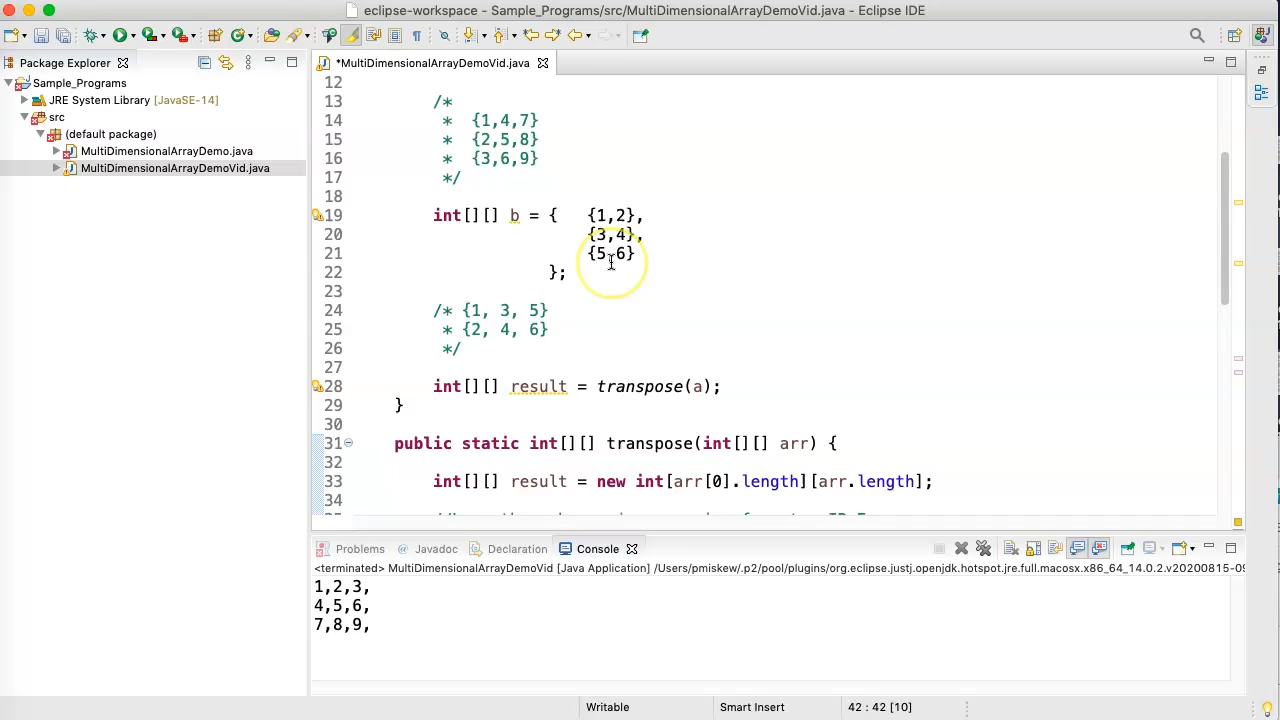 eclipse-workspace - Sample_Programs/src/MultiDimensionalArrayDemoVid.java - Eclipse IDE
Package Explorer
*MultiDimensionalArrayDemoVid.java
Sample_Programs
JRE System Library [JavaSE-14]
src
(default package)
MultiDimensionalArrayDemo.java
MultiDimensionalArrayDemoVid.java
12
13 /*
14 * {1,4,7}
15 * {2,5,8}
16 * {3,6,9}
17 */
18
19 int[][] b = { {1,2},
20 {3,4},
21 {5,6}
22 };
23
24 /* {1, 3, 5}
25 * {2, 4, 6}
26 */
27
28 int[][] result = transpose(a);
29 }
30
31 public static int[][] transpose(int[][] arr) {
32
33 int[][] result = new int[arr[0].length][arr.length];
34
Problems
Javadoc
Declaration
Console
<terminated> MultiDimensionalArrayDemoVid [Java Application] /Users/pmiskew/.p2/pool/plugins/org.eclipse.justj.openjdk.hotspot.jre.full.macosx.x86_64_14.0.2.v20200815-09
1,2,3,
4,5,6,
7,8,9,
Writable
Smart Insert
42 : 42 [10]